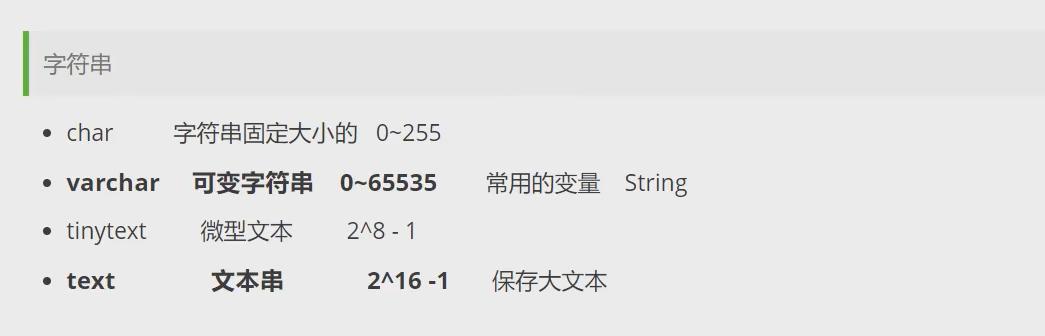 字符串
char 字符串固定大小的 0~255
varchar 可变字符串 0~65535 常用的变量 String
tinytext 微型文本 2^8 - 1
text 文本串 2^16 -1 保存大文本